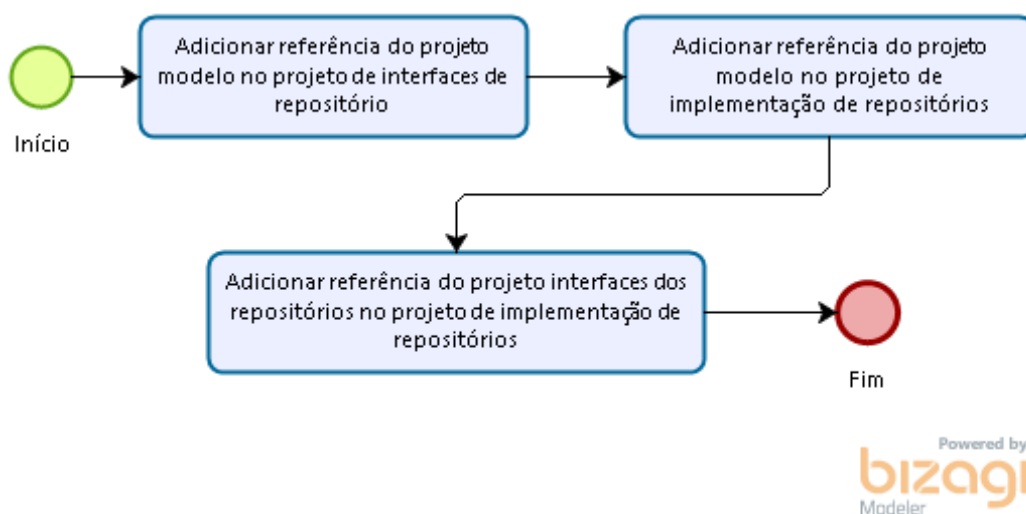 Adicionar referência do projeto
modelo no projeto de interfaces de
repositório
Adicionar referência do projeto
modelo no projeto de
implementação de repositórios
Início
Adicionar referência do projeto interfaces dos
repositórios no projeto de implementação de
repositórios
Fim
Powered by
bizagi
Modeler